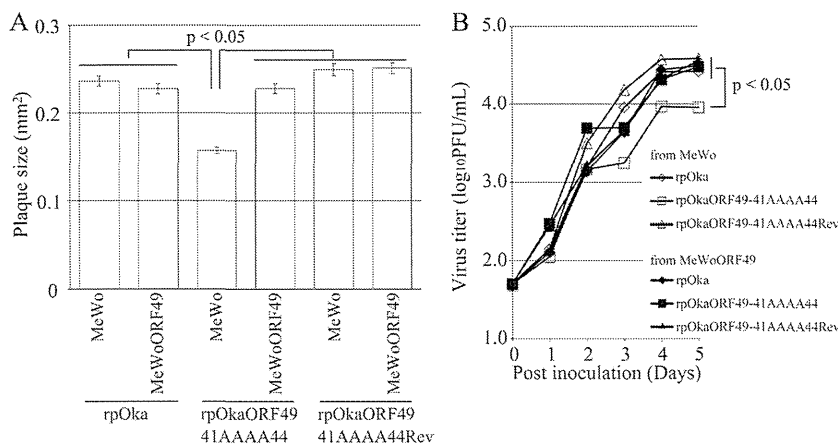 A
p < 0.05
Plaque size (mm²)
0.3
0.2
0.1
0
MeWo
MeWoORF49
MeWo
MeWoORF49
MeWo
MeWoORF49
rpOka
rpOkaORF49
41AAAA44
rpOkaORF49
41AAAA44Rev
B
Virus titer (log₁₀PFU/mL)
5.0
4.0
3.0
2.0
1.0
0 1 2 3 4 5
Post inoculation (Days)
p < 0.05
from MeWo
rpOka
rpOkaORF49-41AAAA44
rpOkaORF49-41AAAA44Rev
from MeWoORF49
rpOka
rpOkaORF49-41AAAA44
rpOkaORF49-41AAAA44Rev